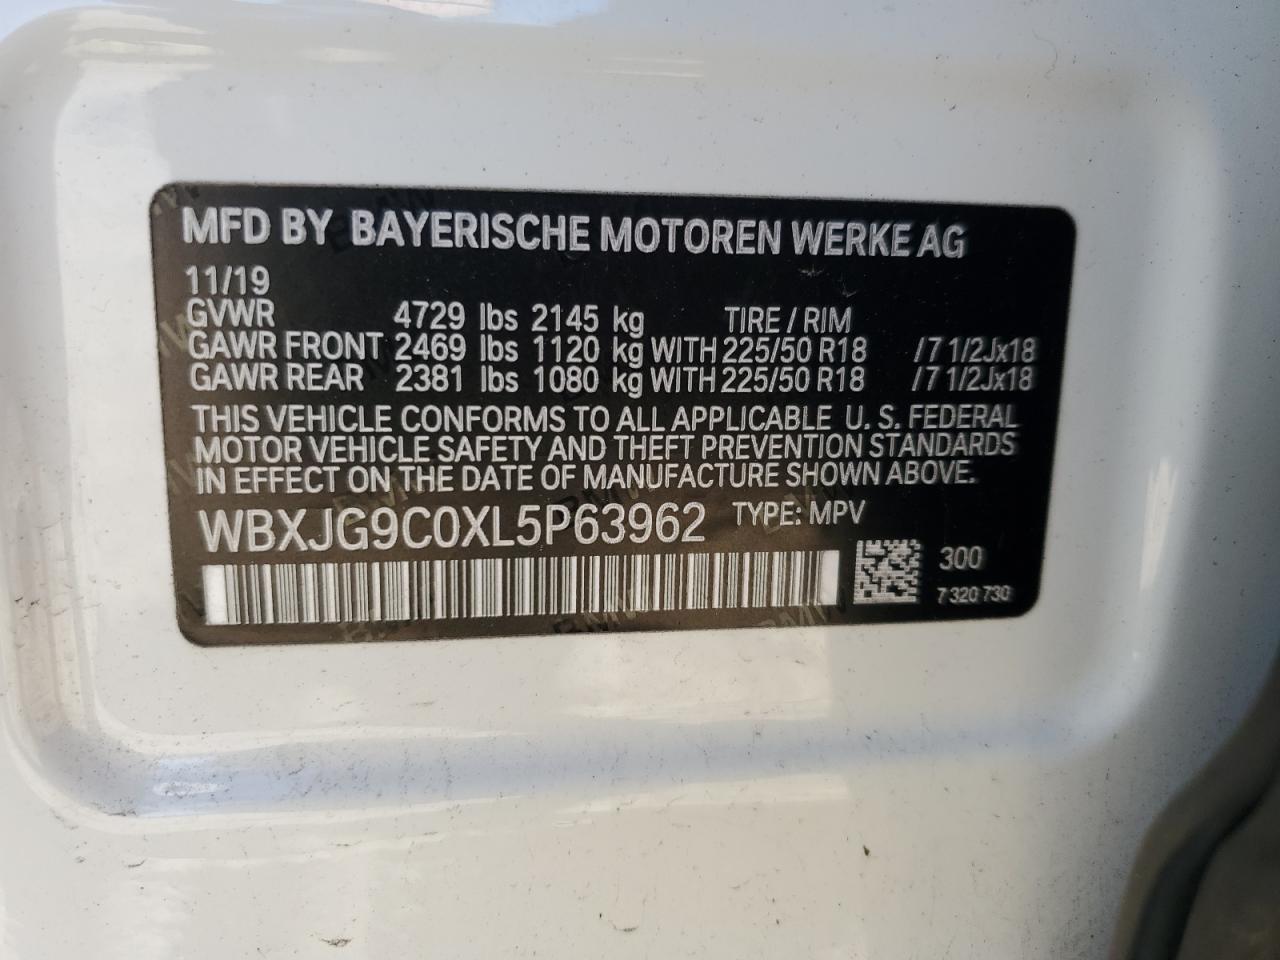 MFD BY BAYERISCHE MOTOREN WERKE AG
11/19
GVWR 4729 lbs 2145 kg TIRE / RIM
GAWR FRONT 2469 lbs 1120 kg WITH 225/50 R18 /7 1/2Jx18
GAWR REAR 2381 lbs 1080 kg WITH 225/50 R18 /7 1/2Jx18
THIS VEHICLE CONFORMS TO ALL APPLICABLE U. S. FEDERAL
MOTOR VEHICLE SAFETY AND THEFT PREVENTION STANDARDS
IN EFFECT ON THE DATE OF MANUFACTURE SHOWN ABOVE.
WBXJG9C0XL5P63962 TYPE: MPV
300
7 320 730